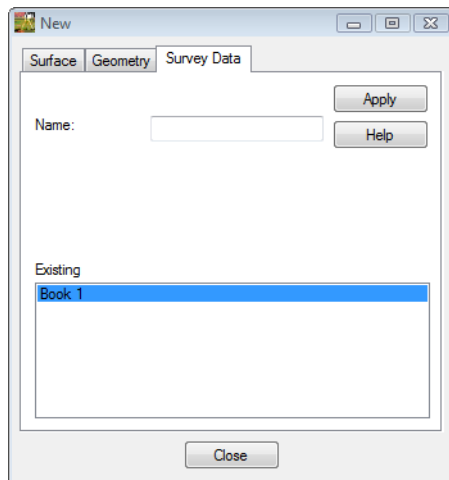 New
Surface Geometry Survey Data
Apply
Name:
Help
Existing
Book 1
Close